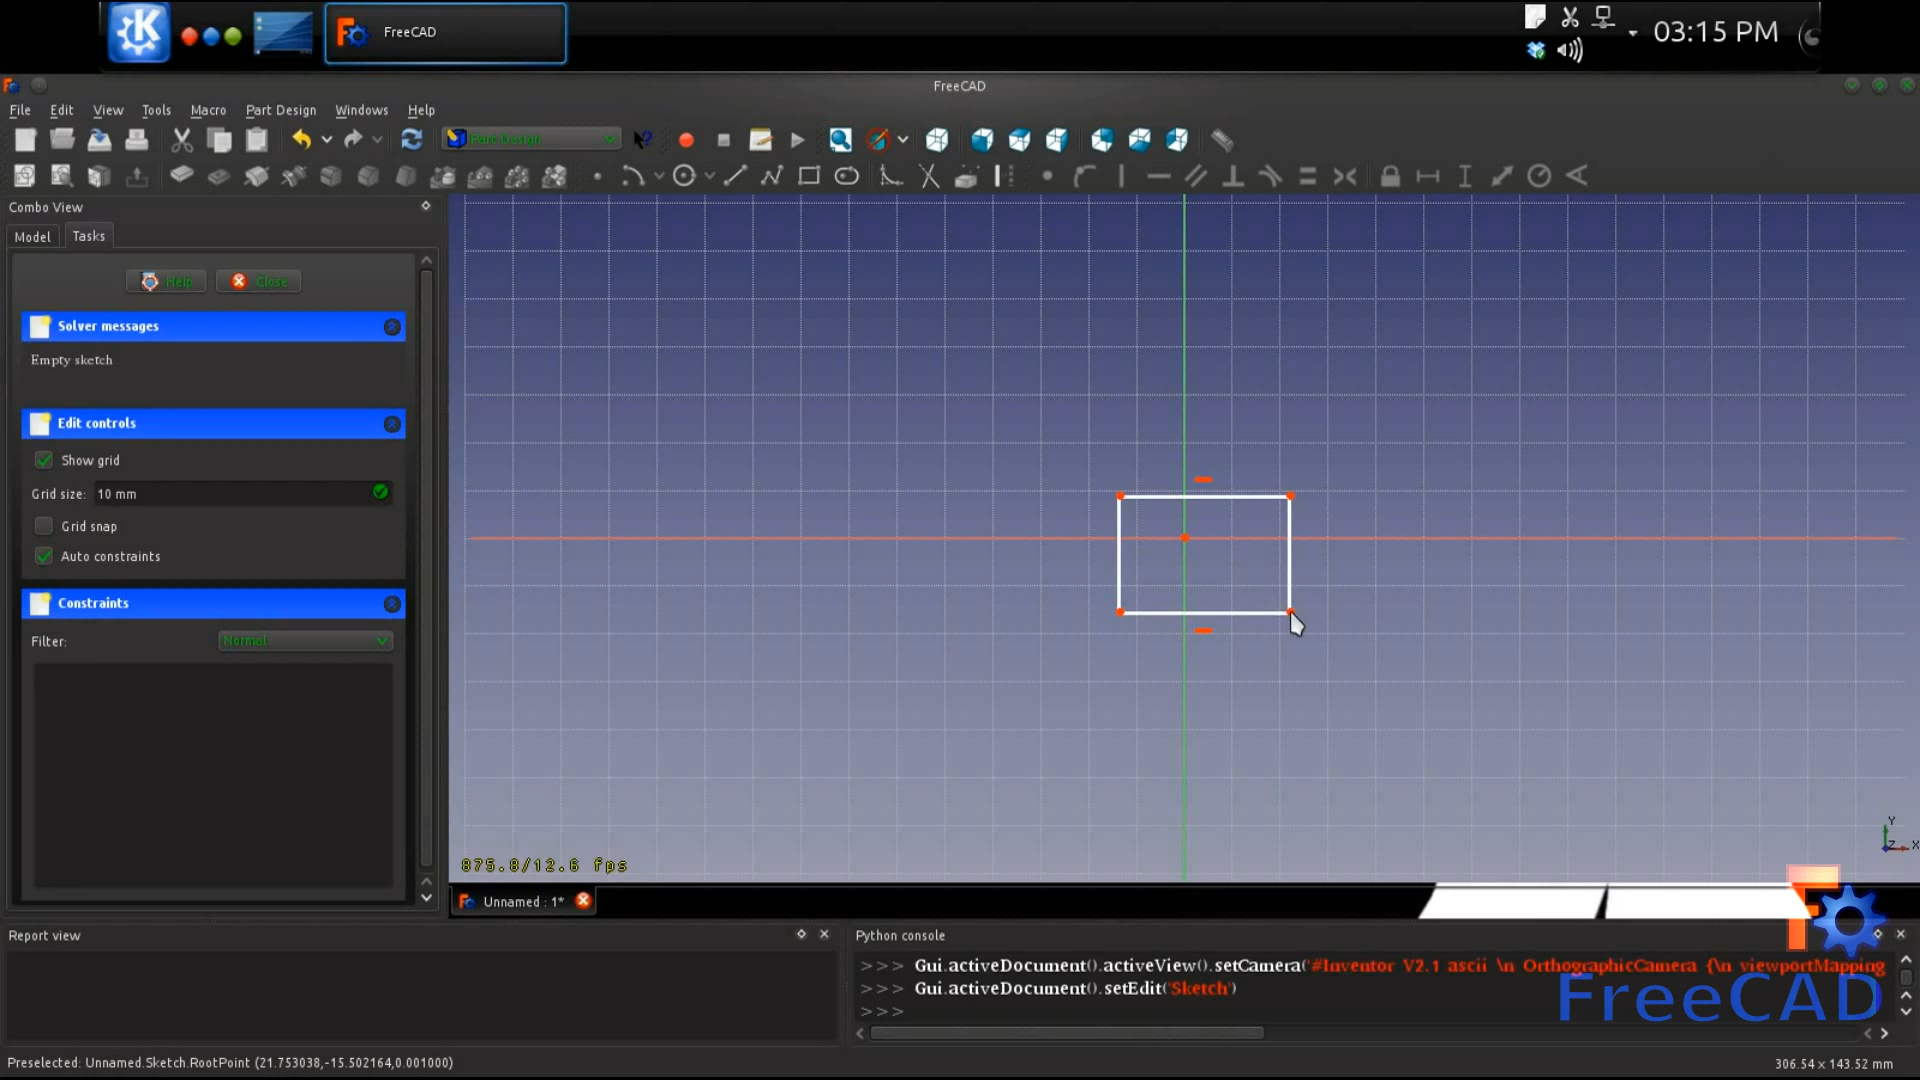 FreeCAD
03:15 PM
FreeCAD
File Edit View Tools Macro Part Design Windows Help
Part Design
Combo View
Model Tasks
Help Close
Solver messages
Empty sketch
Edit controls
Show grid
Grid size: 10 mm
Grid snap
Auto constraints
Constraints
Filter: Normal
875.8/12.6 fps
Y
Z X
Unnamed : 1*
Report view
Python console
>>> Gui.activeDocument().activeView().setCamera('#Inventor V2.1 ascii \n OrthographicCamera {\n viewportMapping
>>> Gui.activeDocument().setEdit('Sketch')
>>>
FreeCAD
Preselected: Unnamed.Sketch.RootPoint (21.753038,-15.502164,0.001000)
306.54 x 143.52 mm